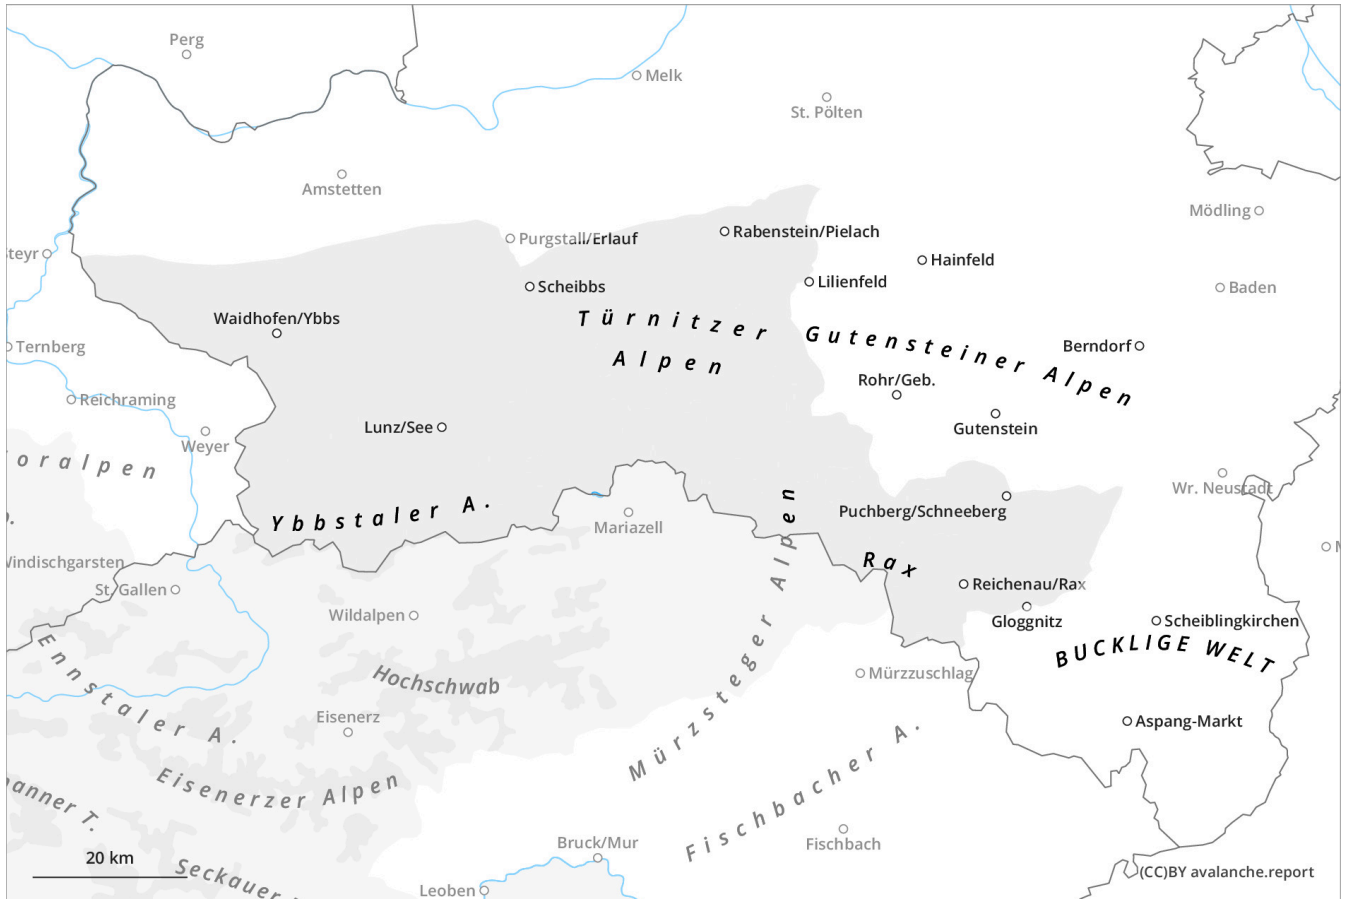 Perg
Melk
St. Pölten
Amstetten
Mödling
Purgstall/Erlauf
Rabenstein/Pielach
Hainfeld
Lilienfeld
Scheibbs
Baden
Waidhofen/Ybbs
Türnitzer
Alpen
Gutensteiner Alpen
Berndorf
Ternberg
Rohr/Geb.
Reichraming
Gutenstein
Lunz/See
Weyer
Wr. Neustadt
Ybbstaler A.
Mariazell
Puchberg/Schneeberg
Rax
Reichenau/Rax
St. Gallen
Wildalpen
Gloggnitz
Scheiblingkirchen
BUCKLIGE WELT
Ennstaler A.
Hochschwab
Mürzsteger Alpen
Mürzzuschlag
Eisenerz
Aspang-Markt
Eisenerzer Alpen
Fischbacher A.
Fischbach
Bruck/Mur
20 km
Seckauer
Leoben
(CC)BY avalanche.report